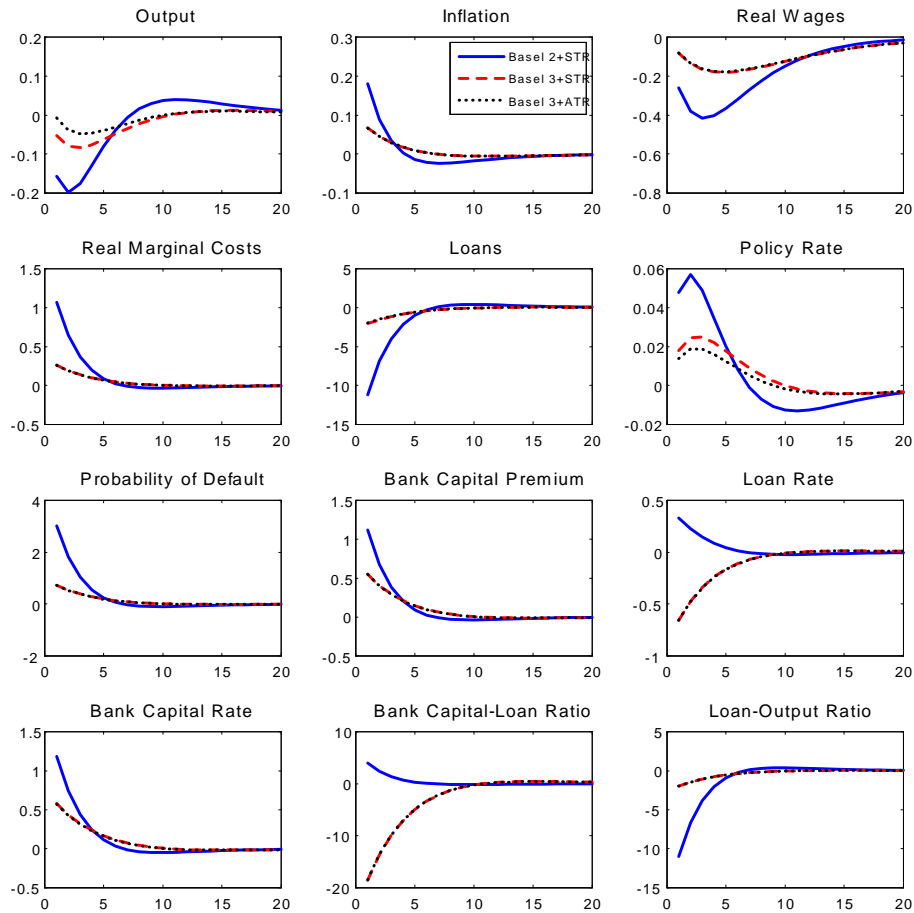 Output
Inflation
Real Wages
0.2
0.1
0
-0.1
-0.2
0 5 10 15 20
0.3
0.2
0.1
0
0.1
0 5 10 15 20
Basel 2+STR
Basel 3+STR
Basel 3+ATR
0
-0.2
-0.4
-0.6
-0.8
0 5 10 15 20
Real Marginal Costs
Loans
Policy Rate
1.5
1
0.5
0
-0.5
0 5 10 15 20
5
0
-5
-10
-15
0 5 10 15 20
0.06
0.04
0.02
0
-0.02
0 5 10 15 20
Probability of Default
Bank Capital Premium
Loan Rate
4
2
0
-2
0 5 10 15 20
1.5
1
0.5
0
-0.5
0 5 10 15 20
0.5
0
-0.5
-1
0 5 10 15 20
Bank Capital Rate
Bank Capital-Loan Ratio
Loan-Output Ratio
1.5
1
0.5
0
-0.5
0 5 10 15 20
10
0
-10
-20
0 5 10 15 20
5
0
-5
-10
-15
0 5 10 15 20